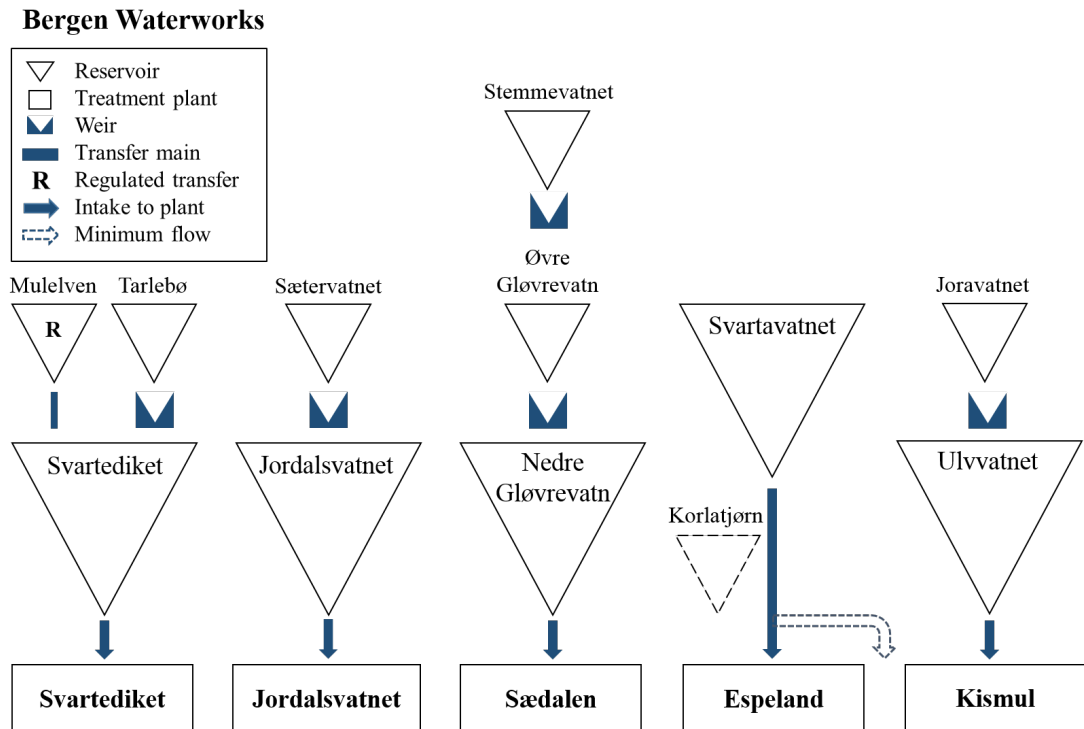 Bergen Waterworks
Reservoir
Treatment plant
Weir
Transfer main
R Regulated transfer
Intake to plant
Minimum flow
Stemmevatnet
Øvre
Gløvrevatn
Mulelven
Tarlebø
Sætervatnet
Joravatnet
R
Svartavatnet
Svartediket
Jordalsvatnet
Nedre
Gløvrevatn
Ulvvatnet
Korlatjørn
Svartediket
Jordalsvatnet
Sædalen
Espeland
Kismul